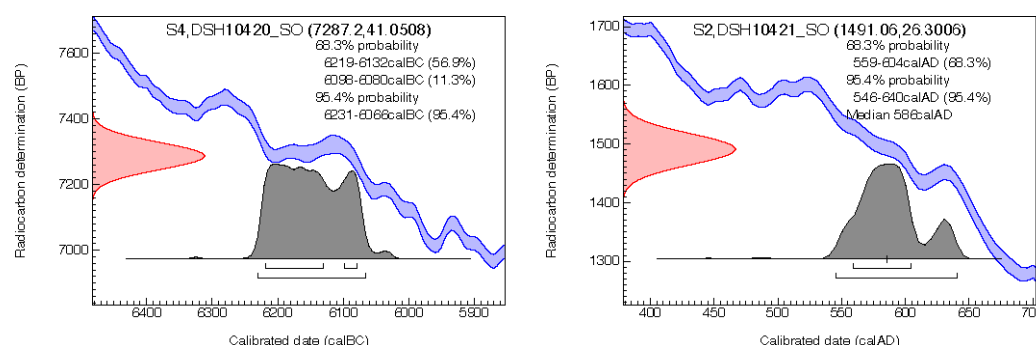 S4,DSH10420_SO (7287.2,41.0508)
68.3% probability
6219-6132calBC (56.9%)
6098-6080calBC (11.3%)
95.4% probability
6231-6066calBC (95.4%)
7600
7400
7200
7000
Radiocarbon determination (BP)
6400
6300
6200
6100
6000
5900
Calibrated date (calBC)
S2,DSH10421_SO (1491.06,26.3006)
68.3% probability
559-604calAD (68.3%)
95.4% probability
546-640calAD (95.4%)
Median 586calAD
1700
1600
1500
1400
1300
Radiocarbon determination (BP)
400
450
500
550
600
650
Calibrated date (calAD)